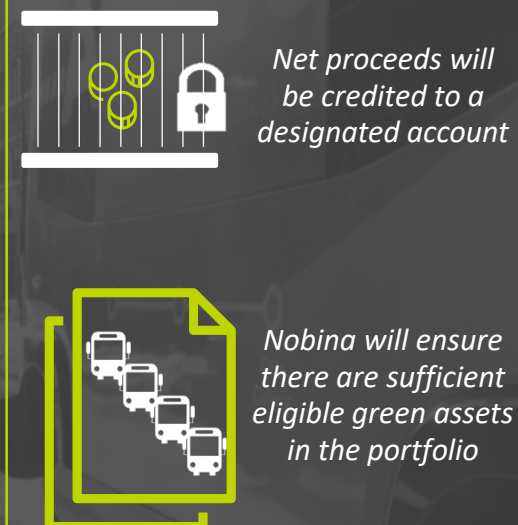 Net proceeds will
be credited to a
designated account
Nobina will ensure
there are sufficient
eligible green assets
in the portfolio